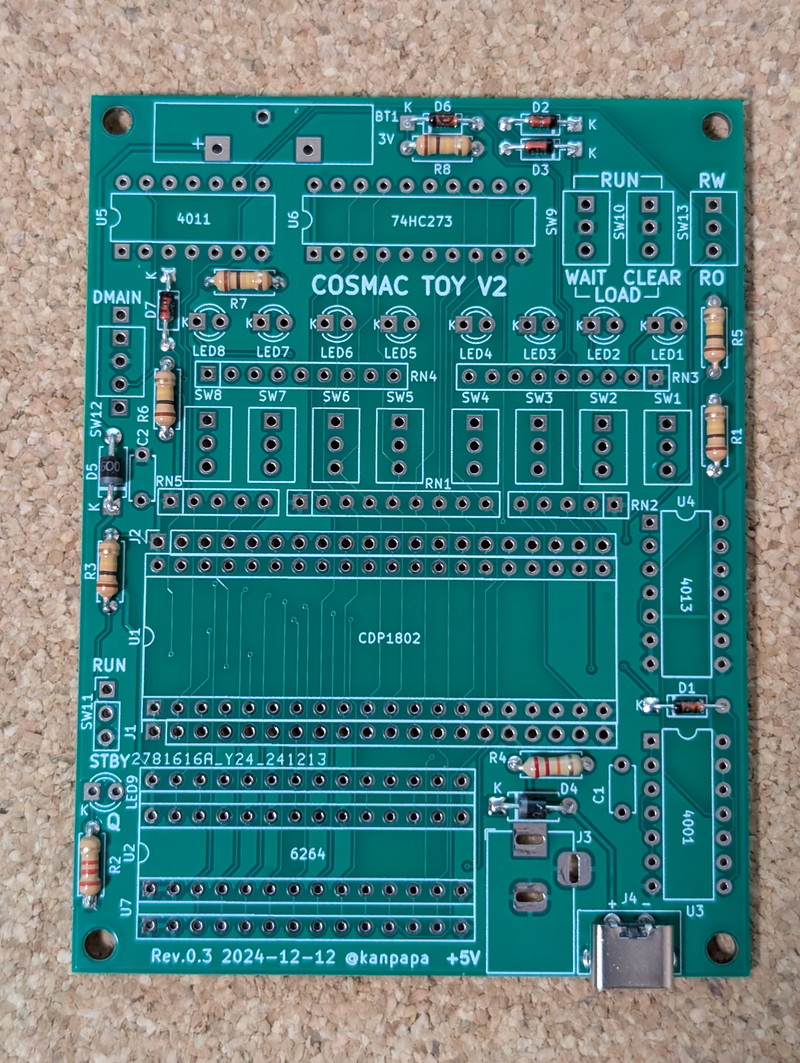 K D6 D2
BT1 K
3V K
R8 D3
+
RUN RW
U5 4011 U6 74HC273 SW9 SW10 SW13
K WAIT CLEAR RO
LOAD
R7 COSMAC TOY V2
DMAIN D7 R5
K K K K K K K K
LED8 LED7 LED6 LED5 LED4 LED3 LED2 LED1
RN4 RN3
SW12 R6 SW8 SW7 SW6 SW5 SW4 SW3 SW2 SW1
C2 R1
D5
K RN5 RN1 RN2
U4
J2
R3 4013
U1 CDP1802
RUN
SW11 D1
K
J1
STBY 2781616A_Y24_241213 R4
LED9 K D4 C1
K Q 4001
J3
R2 U2 6264
U7 J4 U3
+ -
Rev.0.3 2024-12-12 @kanpapa +5V